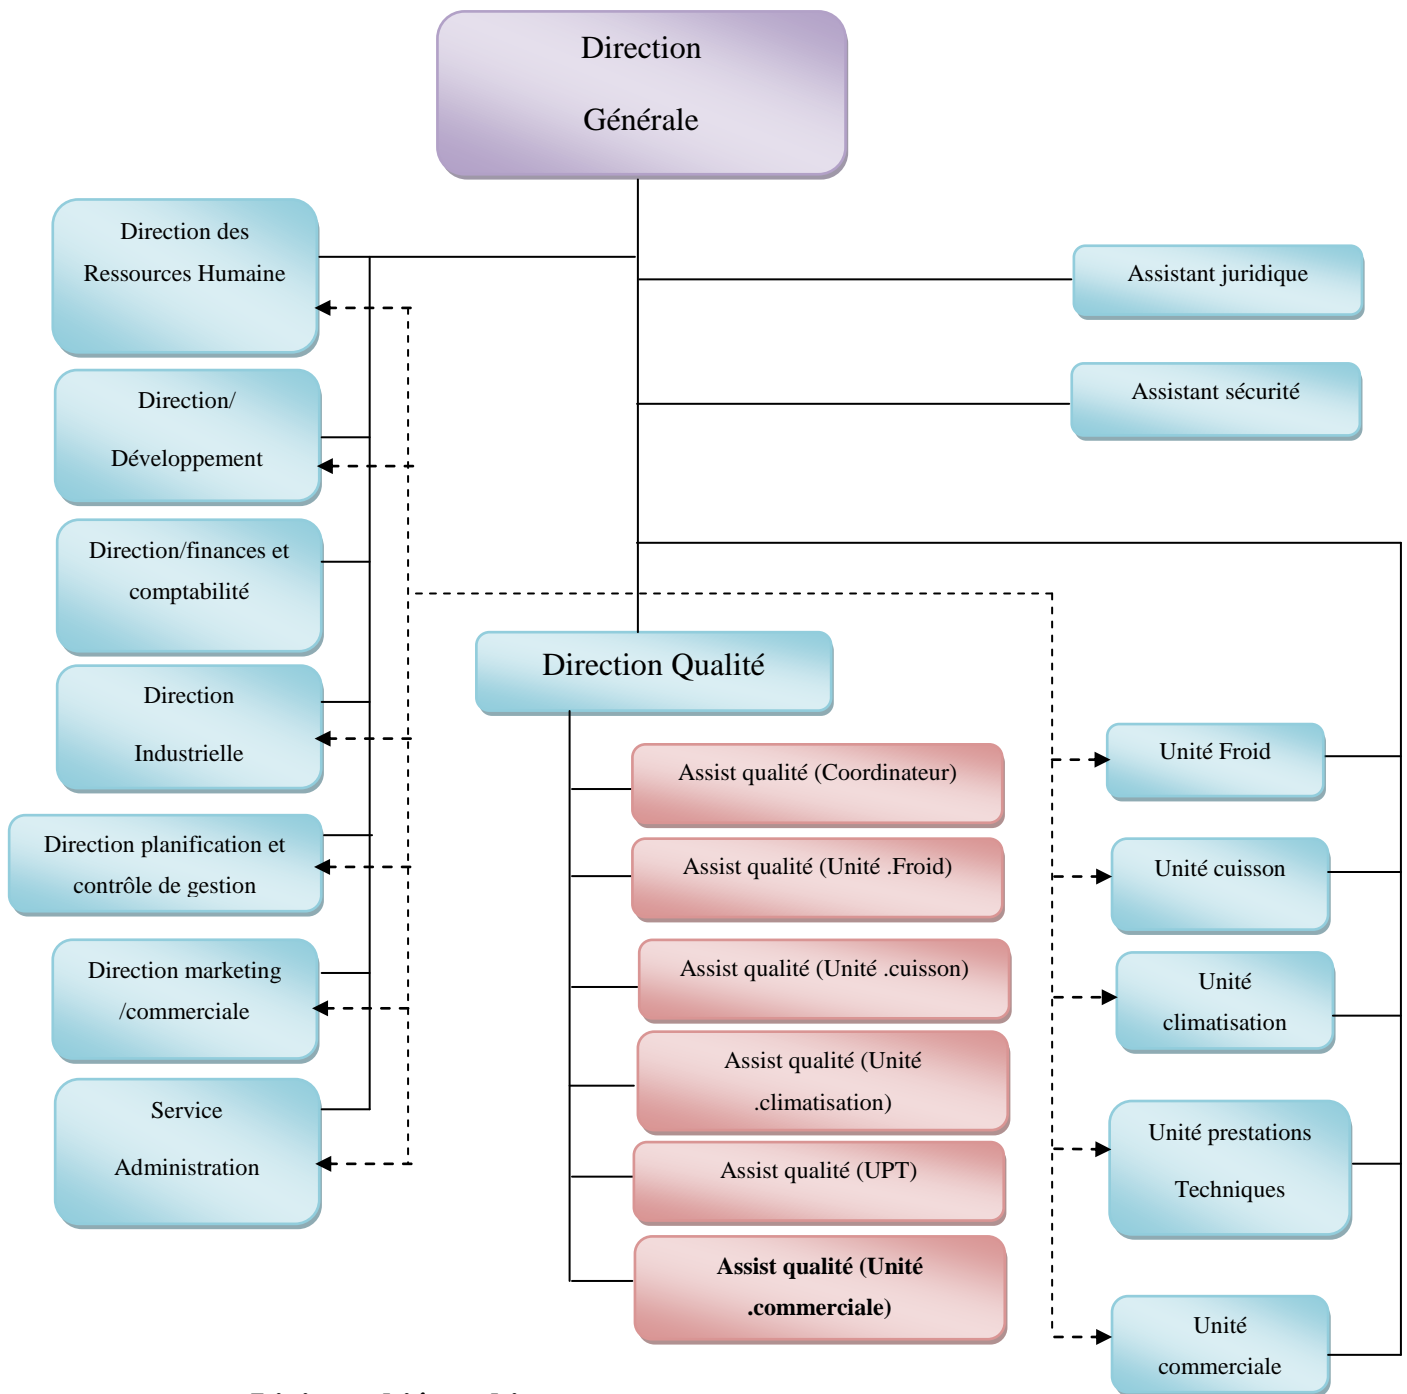 Direction
Générale
Direction des
Ressources Humaine
Assistant juridique
Direction/
Développement
Assistant sécurité
Direction/finances et
comptabilité
Direction
Industrielle
Direction planification et
contrôle de gestion
Direction marketing
/commerciale
Service
Administration
Direction Qualité
Assist qualité (Coordinateur)
Assist qualité (Unité .Froid)
Assist qualité (Unité .cuisson)
Assist qualité (Unité
.climatisation)
Assist qualité (UPT)
Assist qualité (Unité
.commerciale)
Unité Froid
Unité cuisson
Unité
climatisation
Unité prestations
Techniques
Unité
commerciale